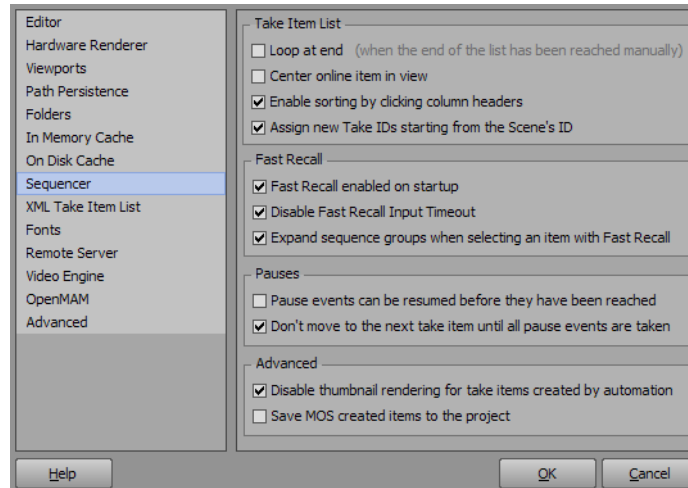 Editor
Hardware Renderer
Viewports
Path Persistence
Folders
In Memory Cache
On Disk Cache
Sequencer
XML Take Item List
Fonts
Remote Server
Video Engine
OpenMAM
Advanced
Take Item List
Loop at end (when the end of the list has been reached manually)
Center online item in view
Enable sorting by clicking column headers
Assign new Take IDs starting from the Scene's ID
Fast Recall
Fast Recall enabled on startup
Disable Fast Recall Input Timeout
Expand sequence groups when selecting an item with Fast Recall
Pauses
Pause events can be resumed before they have been reached
Don't move to the next take item until all pause events are taken
Advanced
Disable thumbnail rendering for take items created by automation
Save MOS created items to the project
Help
OK
Cancel